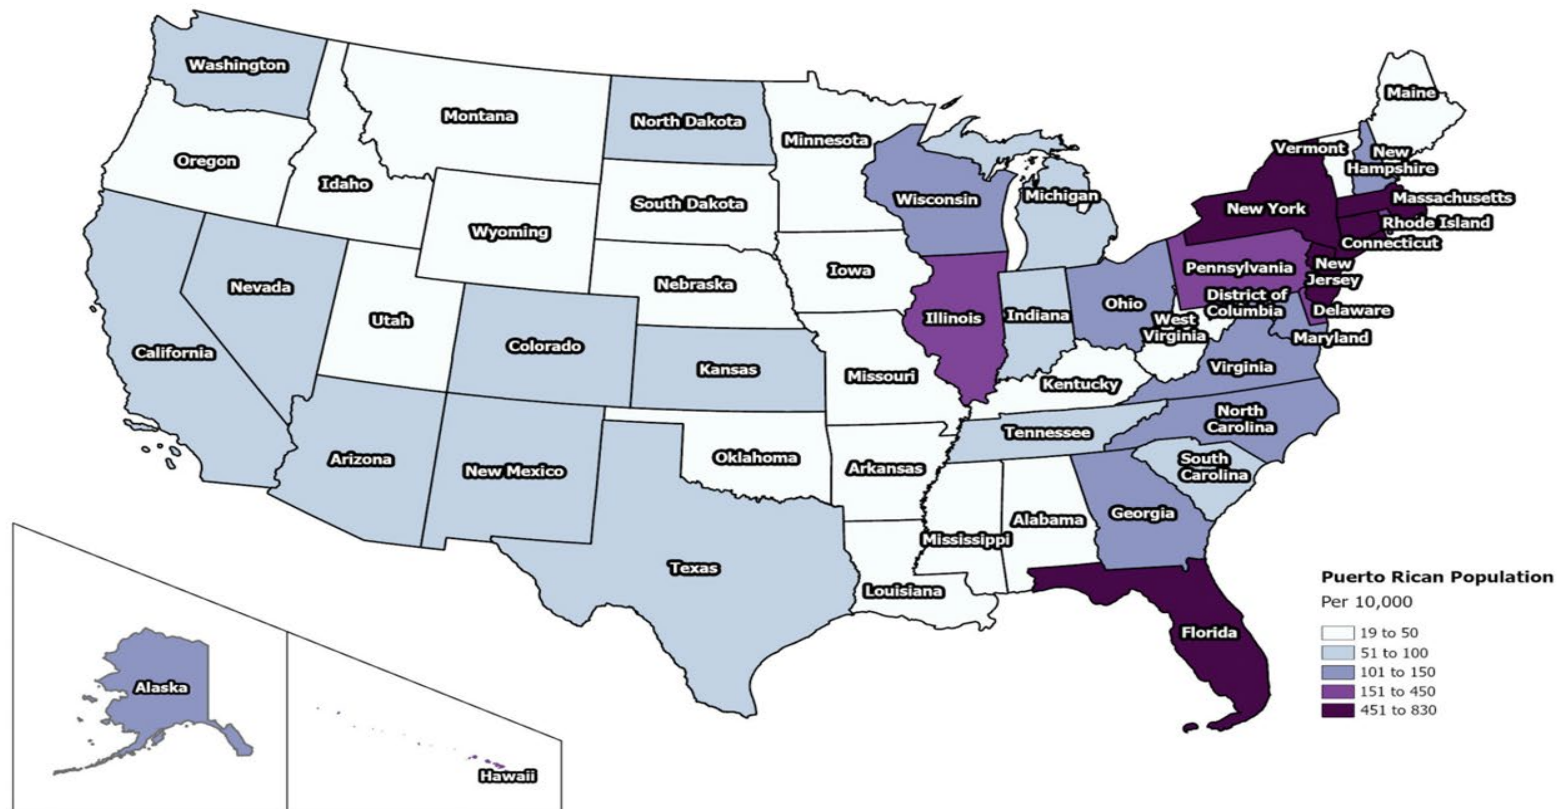 Washington
Montana
North Dakota
Minnesota
Maine
Oregon
Idaho
Vermont
New
Hampshire
Wisconsin
Michigan
Massachusetts
South Dakota
New York
Rhode Island
Wyoming
Connecticut
Iowa
Pennsylvania
New
Jersey
Nevada
Nebraska
Ohio
District of
Columbia
Delaware
Utah
Illinois
Indiana
West
Virginia
Maryland
California
Colorado
Kansas
Missouri
Kentucky
Virginia
North
Carolina
Tennessee
Arizona
New Mexico
Oklahoma
Arkansas
South
Carolina
Alabama
Georgia
Mississippi
Texas
Louisiana
Florida
Alaska
Hawaii
Puerto Rican Population
Per 10,000
19 to 50
51 to 100
101 to 150
151 to 450
451 to 830